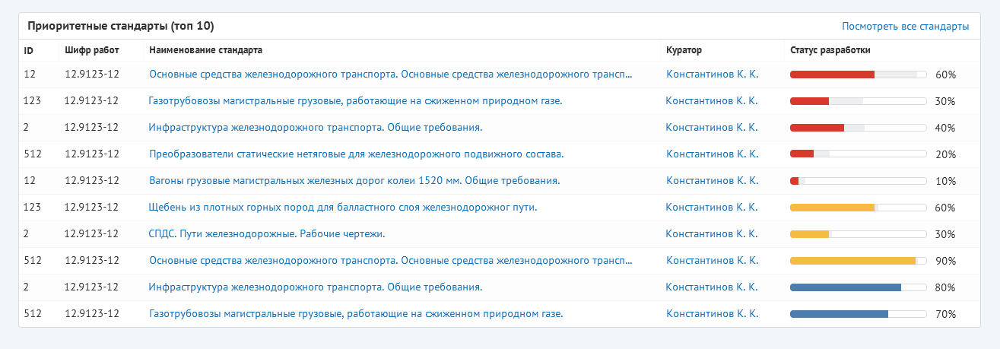 Приоритетные стандарты (топ 10) Посмотреть все стандарты
ID Шифр работ Наименование стандарта Куратор Статус разработки
12 12.9123-12 Основные средства железнодорожного транспорта. Основные средства железнодорожного трансп... Константинов К. К. 60%
123 12.9123-12 Газотрубовозы магистральные грузовые, работающие на сжиженном природном газе. Константинов К. К. 30%
2 12.9123-12 Инфраструктура железнодорожного транспорта. Общие требования. Константинов К. К. 40%
512 12.9123-12 Преобразователи статические нетяговые для железнодорожного подвижного состава. Константинов К. К. 20%
12 12.9123-12 Вагоны грузовые магистральных железных дорог колеи 1520 мм. Общие требования. Константинов К. К. 10%
123 12.9123-12 Щебень из плотных горных пород для балластного слоя железнодорожног пути. Константинов К. К. 60%
2 12.9123-12 СПДС. Пути железнодорожные. Рабочие чертежи. Константинов К. К. 30%
512 12.9123-12 Основные средства железнодорожного транспорта. Основные средства железнодорожного трансп... Константинов К. К. 90%
2 12.9123-12 Инфраструктура железнодорожного транспорта. Общие требования. Константинов К. К. 80%
512 12.9123-12 Газотрубовозы магистральные грузовые, работающие на сжиженном природном газе. Константинов К. К. 70%